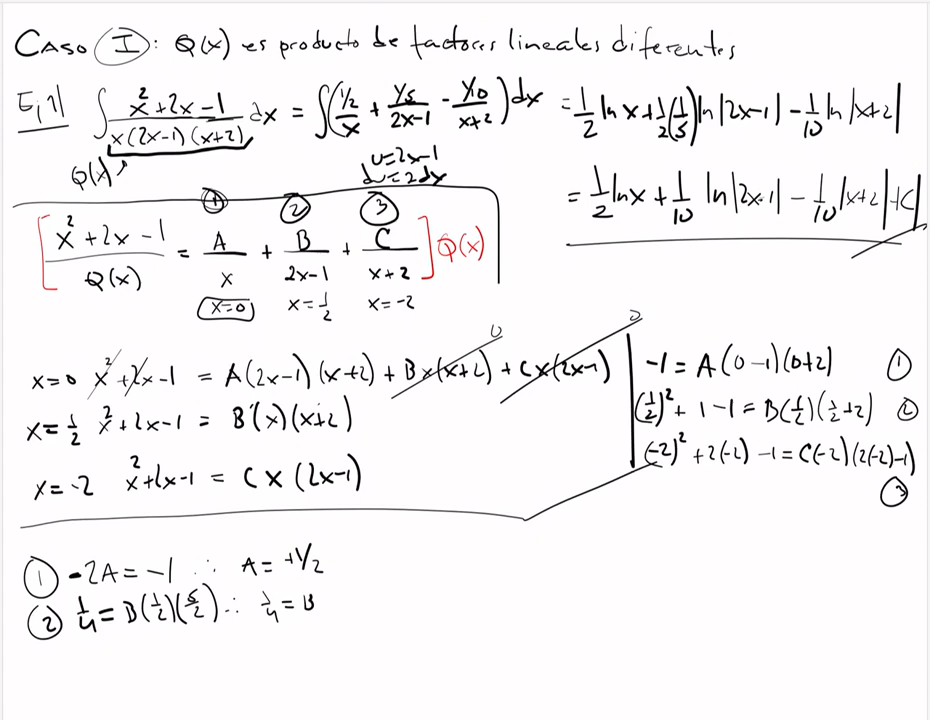 CASO I: Q(x) es producto de factores lineales diferentes
Ej 1) ∫ (x²+2x-1)/(x(2x-1)(x+2)) dx = ∫( (1/2)/x + (1/5)/(2x-1) - (1/10)/(x+2) ) dx = 1/2 ln x + 1/2(1/5) ln|2x-1| - 1/10 ln|x+2|
Q(x)
u=2x-1
du=2dx
= 1/2 ln x + 1/10 ln|2x-1| - 1/10 |x+2| + C|
① ② ③
[ (x²+2x-1)/Q(x) = A/x + B/(2x-1) + C/(x+2) ] Q(x)
x=0 x=1/2 x=-2
0 0
x=0 x²+2x-1 = A(2x-1)(x+2) + Bx(x+2) + Cx(2x-1)
x=1/2 x²+2x-1 = B(x)(x+2)
x=-2 x²+2x-1 = Cx(2x-1)
-1 = A(0-1)(0+2) ①
(1/2)² + 1 - 1 = B(1/2)(1/2+2) ②
(-2)² + 2(-2) - 1 = C(-2)(2(-2)-1)
③
① -2A = -1 ∴ A = +1/2
② 1/4 = B(1/2)(5/2) ∴ 1/4 = B